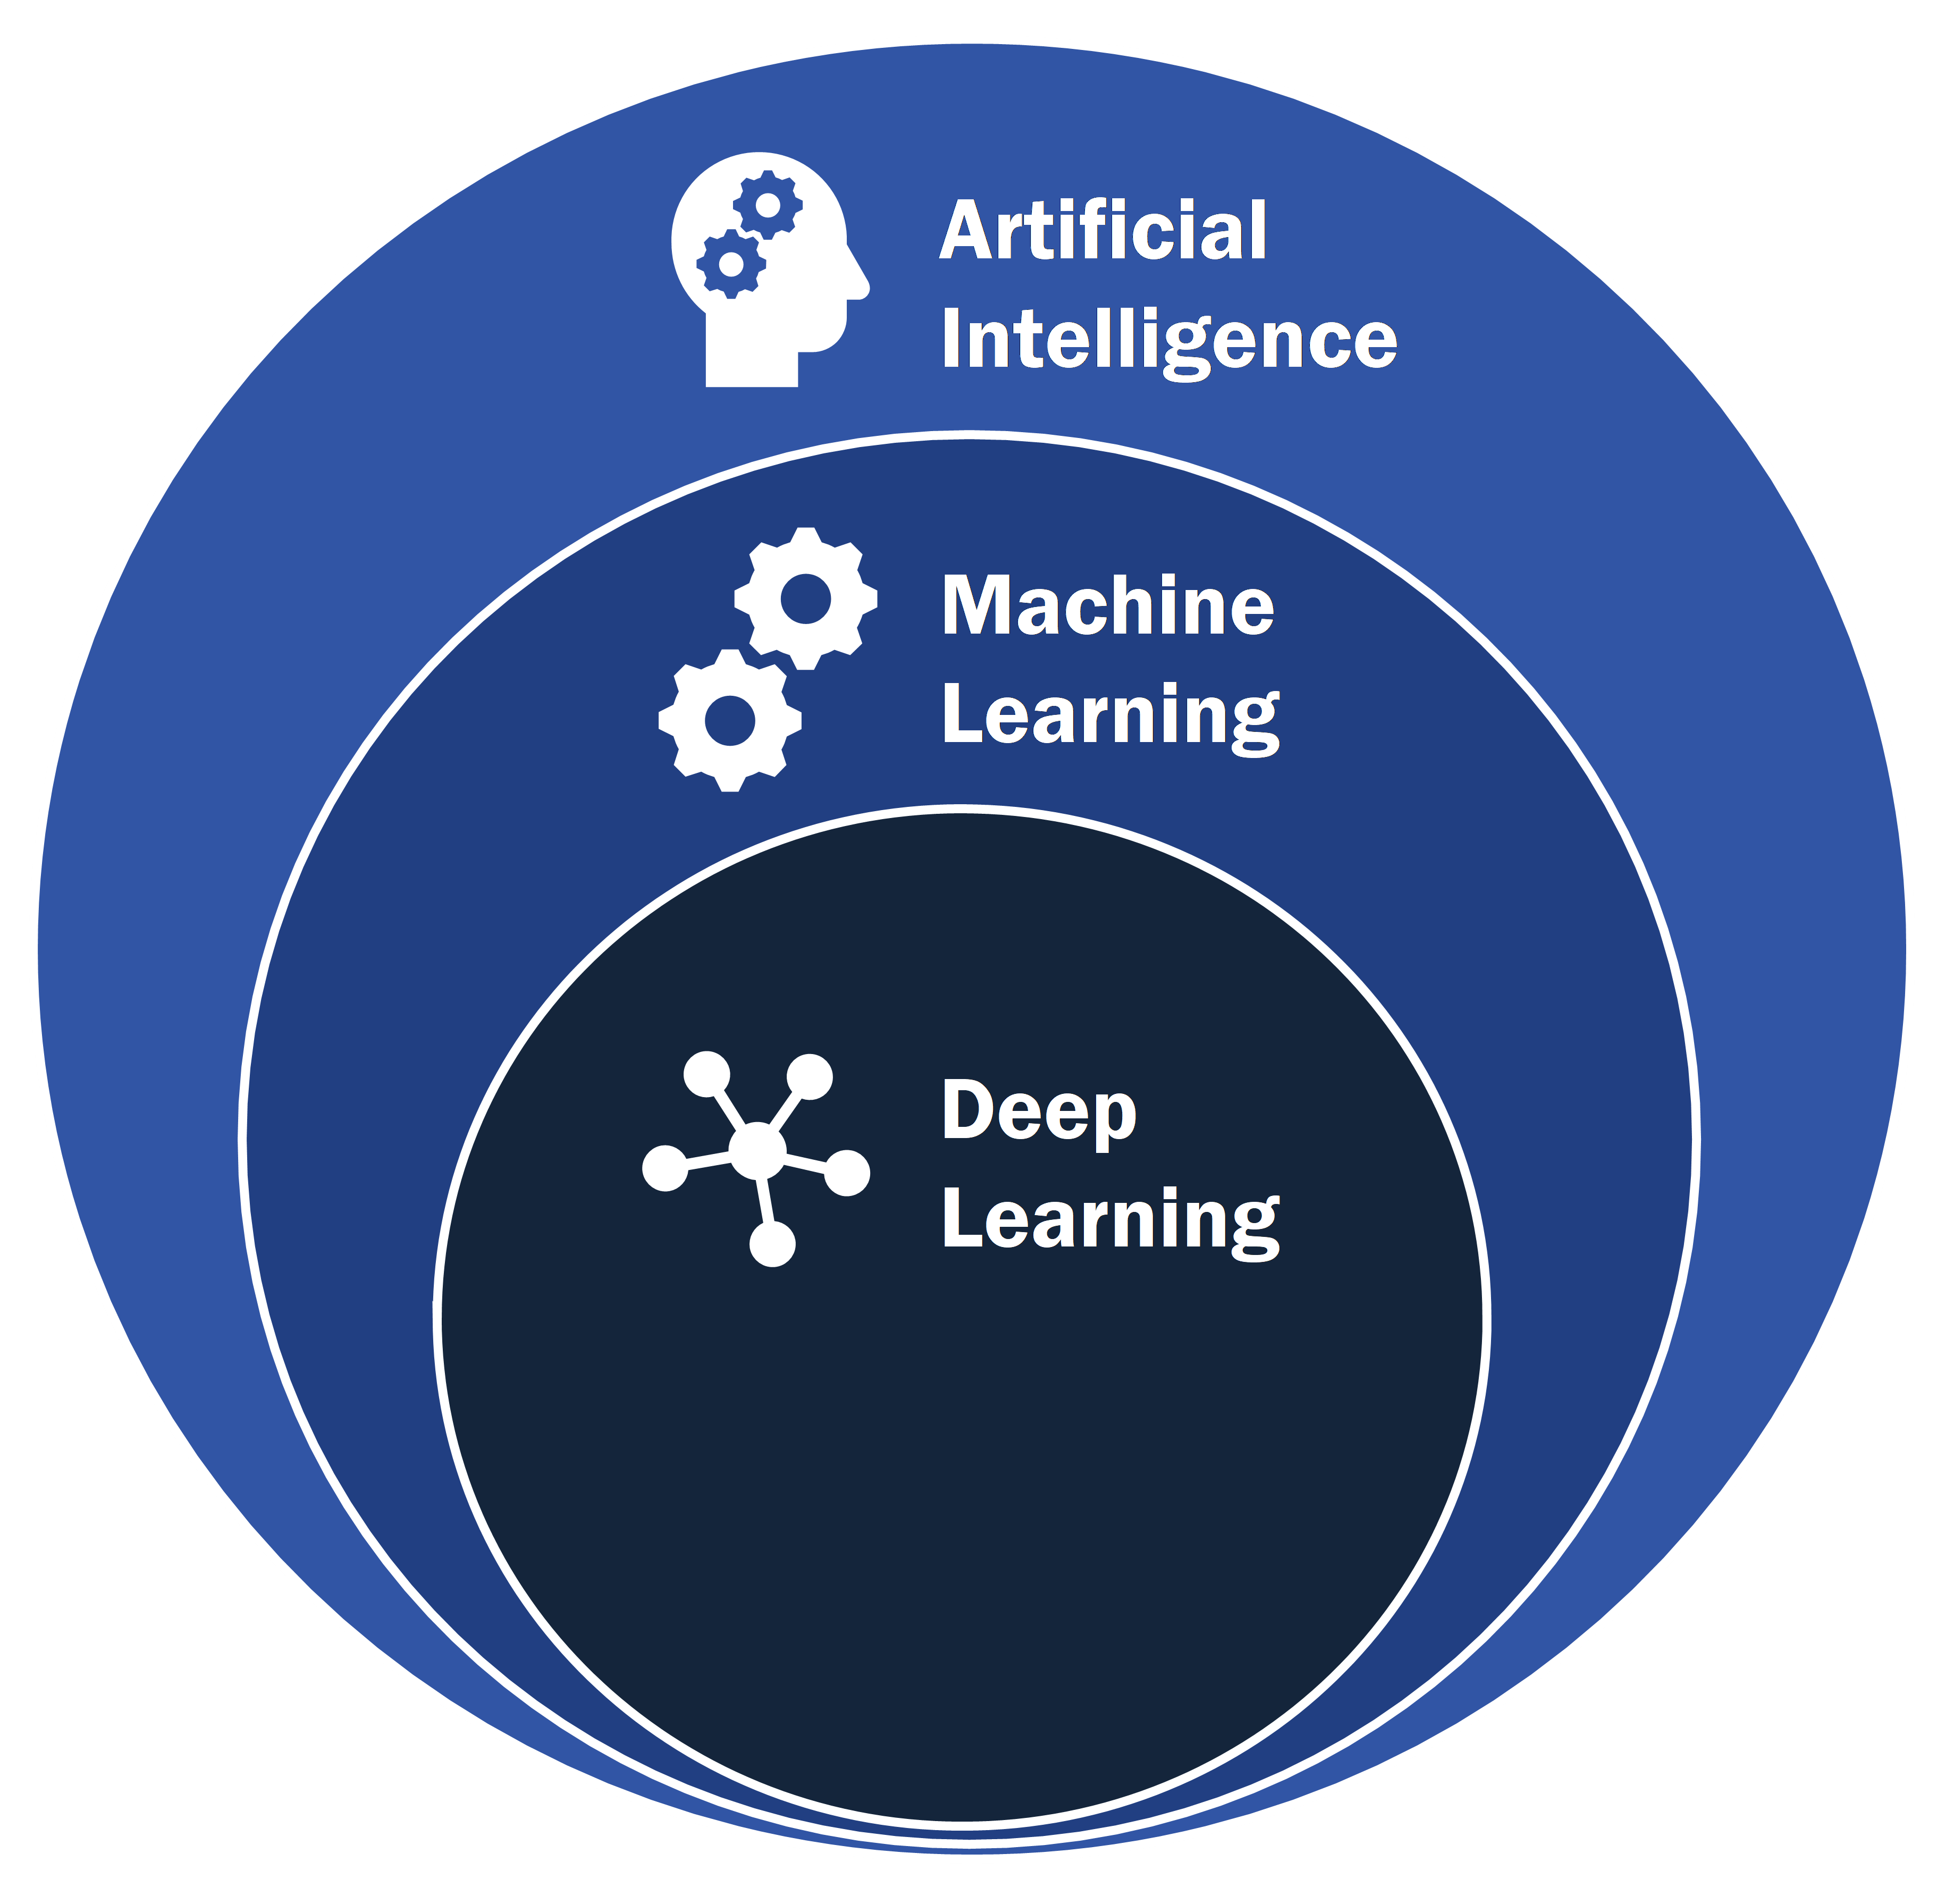 Artificial
Intelligence
Machine
Learning
Deep
Learning